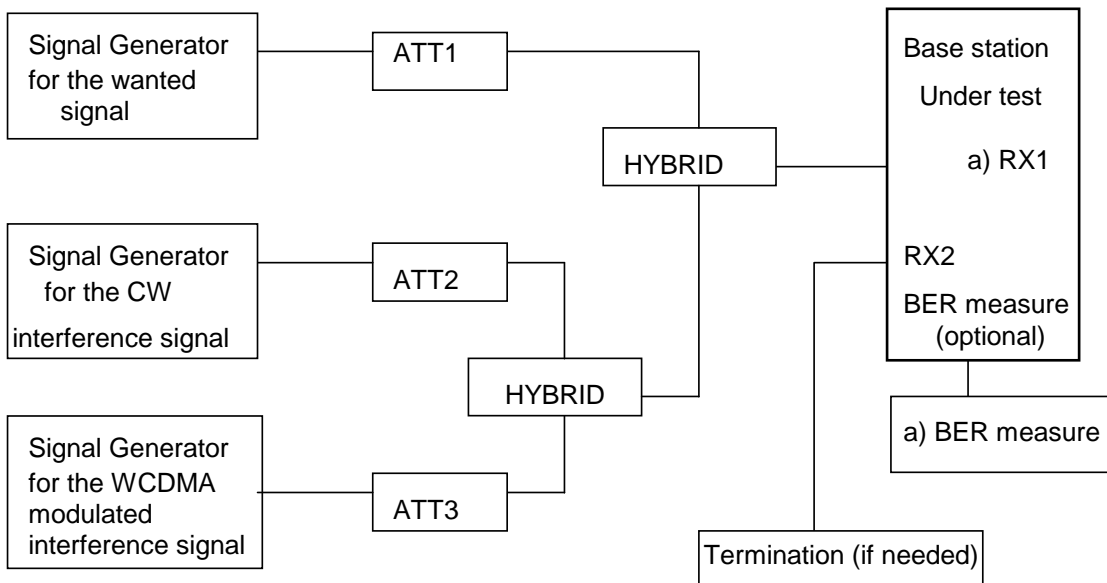 Signal Generator
for the wanted
signal
ATT1
HYBRID
Base station
Under test
a) RX1
RX2
BER measure
(optional)
Signal Generator
for the CW
interference signal
ATT2
HYBRID
Signal Generator
for the WCDMA
modulated
interference signal
ATT3
a) BER measure
Termination (if needed)